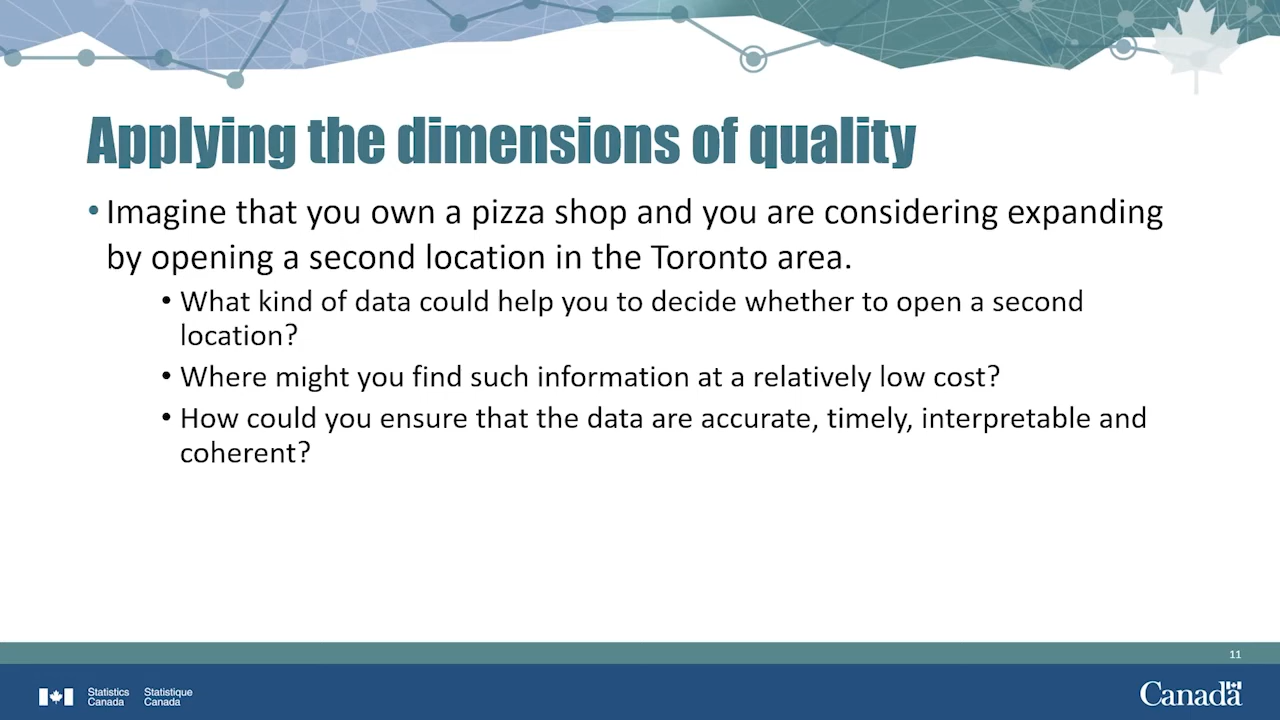 Applying the dimensions of quality
• Imagine that you own a pizza shop and you are considering expanding
by opening a second location in the Toronto area.
• What kind of data could help you to decide whether to open a second
location?
• Where might you find such information at a relatively low cost?
• How could you ensure that the data are accurate, timely, interpretable and
coherent?
11
Statistics
Canada
Statistique
Canada
Canada